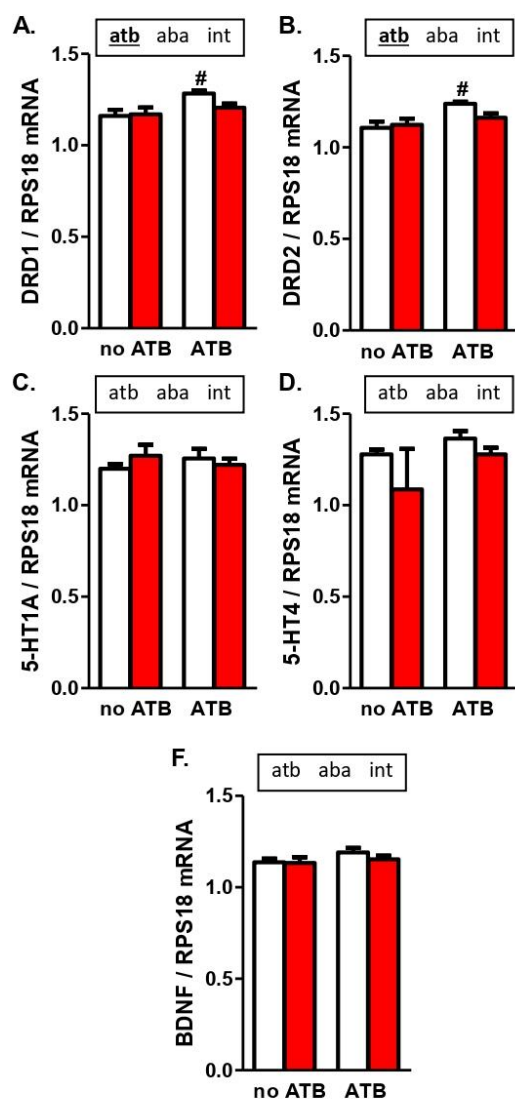 A.
atb aba int
1.5
1.0
0.5
0.0
DRD1 / RPS18 mRNA
#
no ATB ATB
B.
atb aba int
1.5
1.0
0.5
0.0
DRD2 / RPS18 mRNA
#
no ATB ATB
C.
atb aba int
1.5
1.0
0.5
0.0
5-HT1A / RPS18 mRNA
no ATB ATB
D.
atb aba int
1.5
1.0
0.5
0.0
5-HT4 / RPS18 mRNA
no ATB ATB
F.
atb aba int
1.5
1.0
0.5
0.0
BDNF / RPS18 mRNA
no ATB ATB